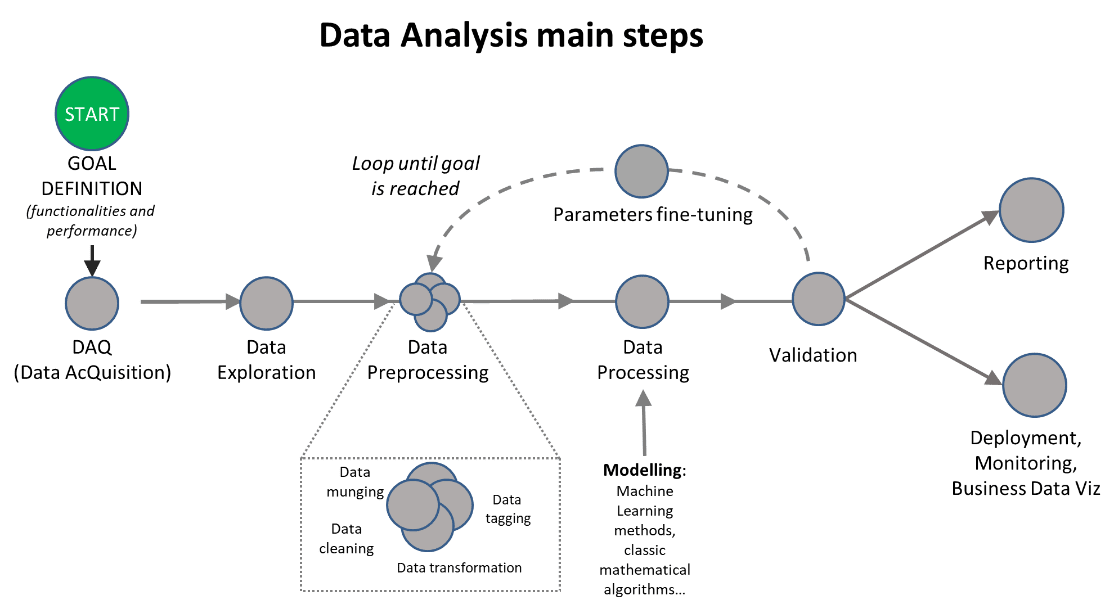 Data Analysis main steps
START
GOAL
DEFINITION
(functionalities and
performance)
DAQ
(Data AcQuisition)
Data
Exploration
Loop until goal
is reached
Data
Preprocessing
Parameters fine-tuning
Data
Processing
Validation
Reporting
Deployment,
Monitoring,
Business Data Viz
Data
munging
Data
tagging
Data
cleaning
Data transformation
Modelling:
Machine
Learning
methods,
classic
mathematical
algorithms…